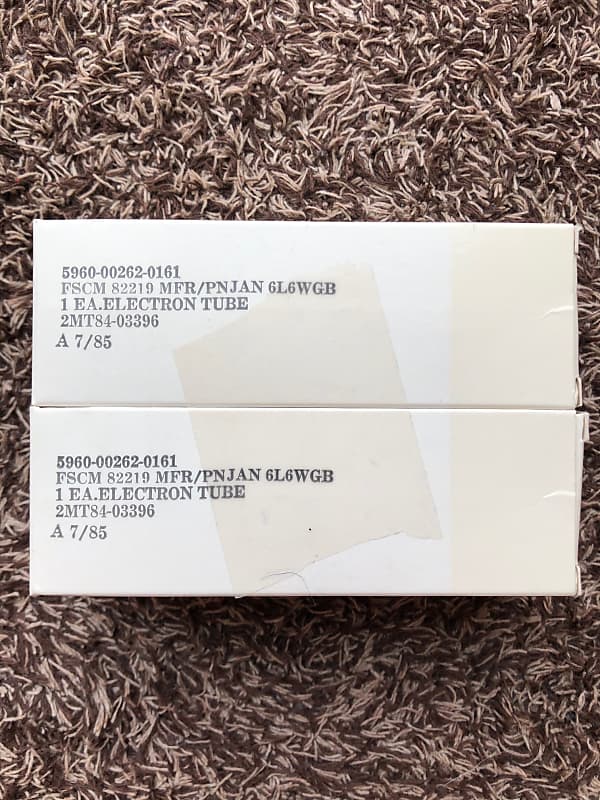 5960-00262-0161
FSCM 82219 MFR/PNJAN 6L6WGB
1 EA.ELECTRON TUBE
2MT84-03396
A 7/85
5960-00262-0161
FSCM 82219 MFR/PNJAN 6L6WGB
1 EA.ELECTRON TUBE
2MT84-03396
A 7/85